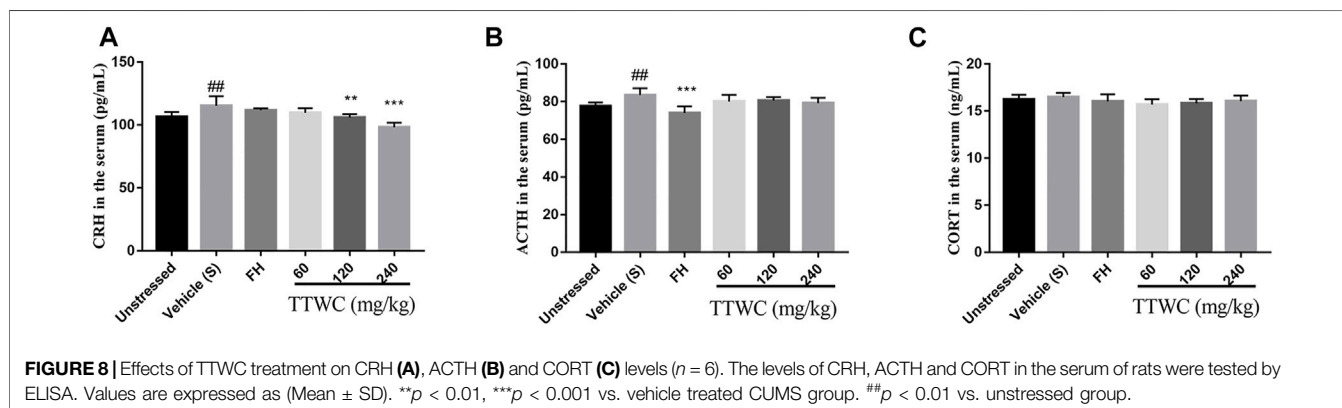 A
B
C
CRH in the serum (pg/mL)
150
100
50
0
##
**
***
Unstressed
Vehicle (S)
FH
60
120
240
TTWC (mg/kg)
ACTH in the serum (pg/mL)
100
80
60
40
20
0
##
***
Unstressed
Vehicle (S)
FH
60
120
240
TTWC (mg/kg)
CORT in the serum (ng/mL)
20
15
10
5
0
Unstressed
Vehicle (S)
FH
60
120
240
TTWC (mg/kg)
FIGURE 8 | Effects of TTWC treatment on CRH (A), ACTH (B) and CORT (C) levels (n = 6). The levels of CRH, ACTH and CORT in the serum of rats were tested by
ELISA. Values are expressed as (Mean ± SD). **p < 0.01, ***p < 0.001 vs. vehicle treated CUMS group. ##p < 0.01 vs. unstressed group.